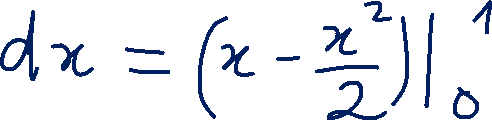 dx = (x - x²/2)|₀¹